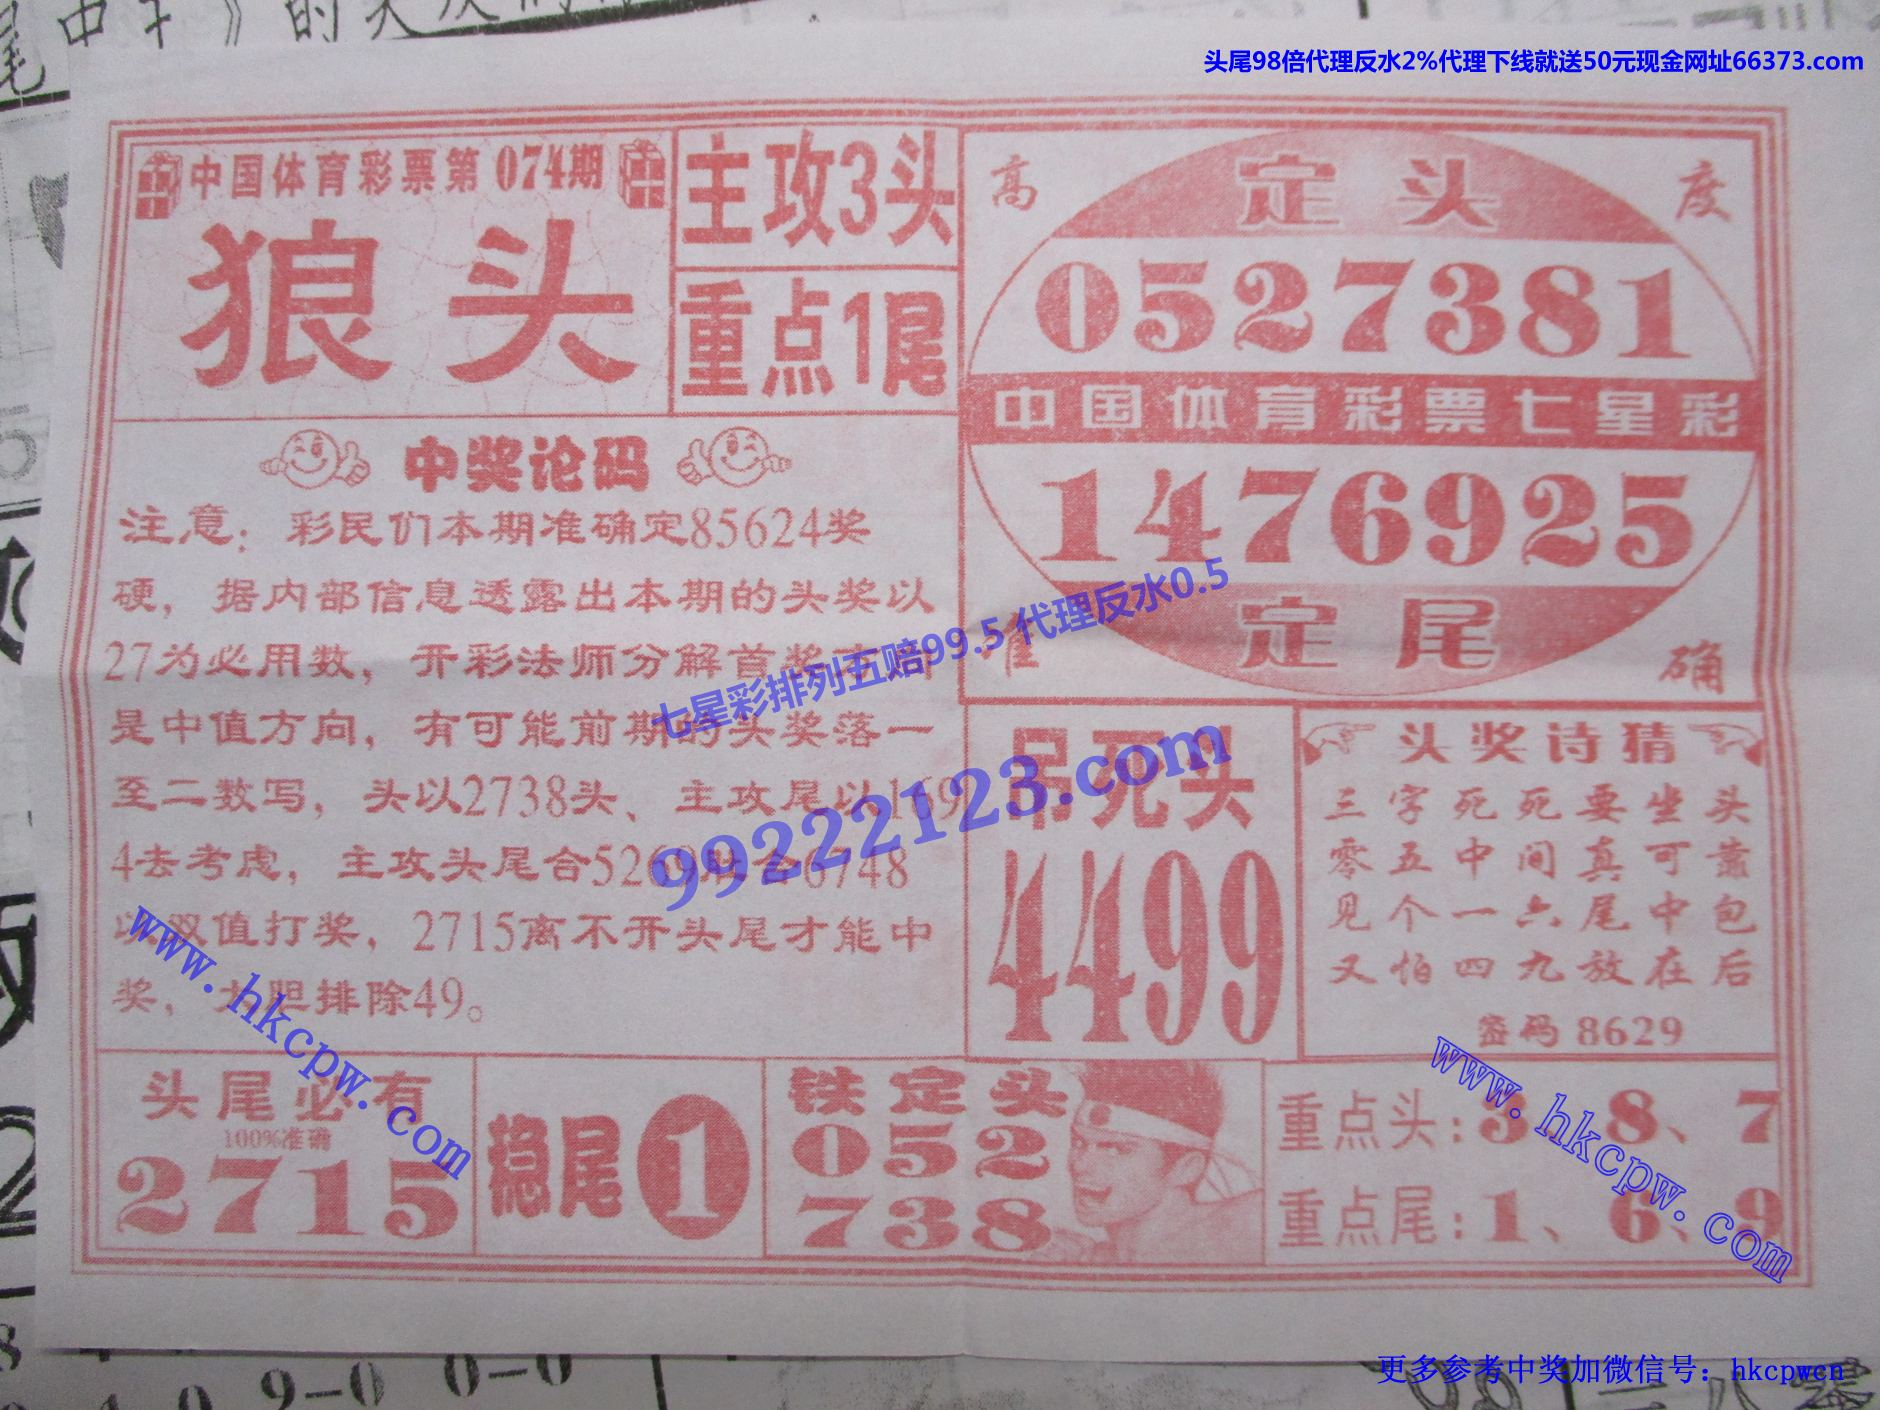 头尾98倍代理反水2%代理下线就送50元现金网址66373.com
中国体育彩票第074期
狼头
主攻3头
重点1尾
高度
定头
0527381
中国体育彩票七星彩
1476925
定尾
准确
中奖论码
注意：彩民们本期准确定85624奖
硬，据内部信息透露出本期的头奖以
27为必用数，开彩法师分解首奖
是中值方向，有可能前期的头奖落一
至二数写，头以2738头、主攻尾以169
4去考虑，主攻头尾合5269 合6748
双值打奖，2715离不开头尾才能中
奖，大胆排除49。
七星彩排列五赔99.5 代理反水0.5
99222123.com
吊死头
4499
头奖诗猜
三字死死要坐头
零五中间真可靠
见个一六尾中包
又怕四九放在后
密码 8629
头尾必有
100%准确
2715
稳尾 1
铁定头
052
738
重点头：3、8、7
重点尾：1、6、9
www.hkcpw.com
www.hkcpw.com
更多参考中奖加微信号：hkcpwcn